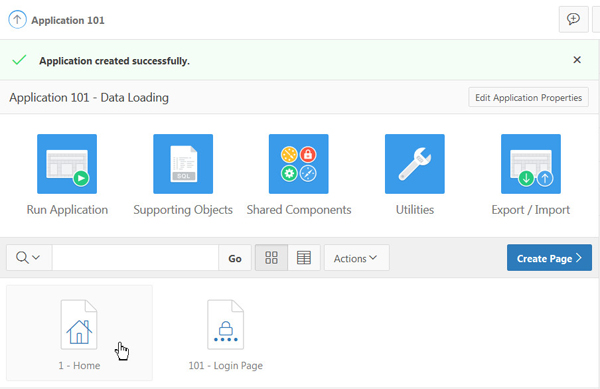 Application 101
Application created successfully.
Application 101 - Data Loading
Edit Application Properties
SQL
Run Application
Supporting Objects
Shared Components
Utilities
Export / Import
Go
Actions
Create Page
1 - Home
101 - Login Page